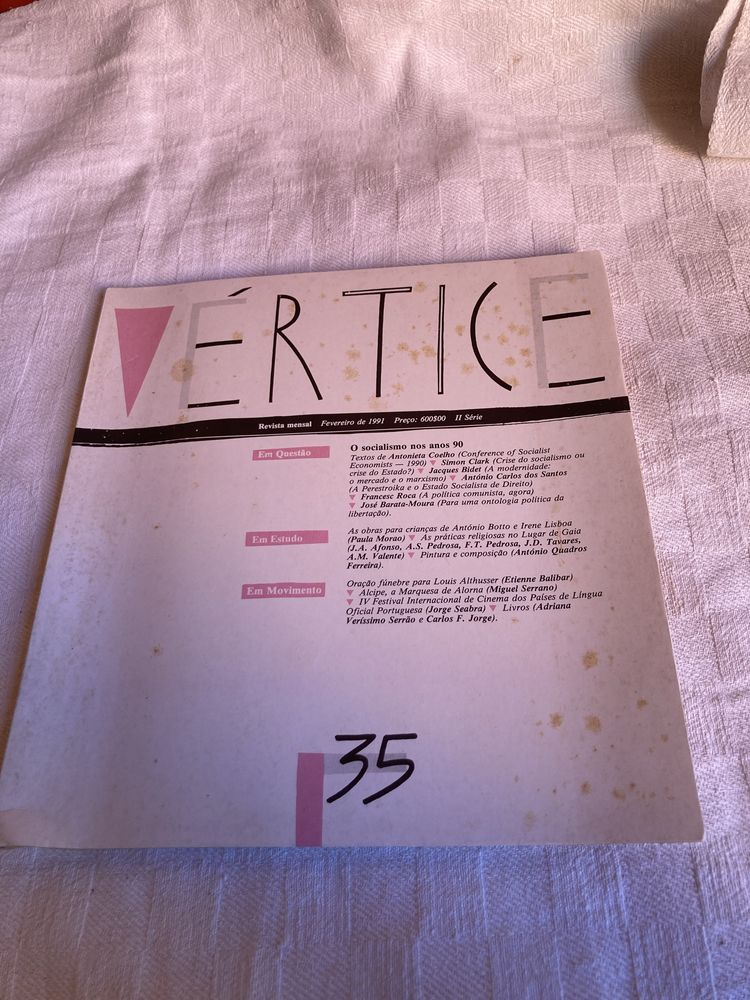 VÉRTICE
Revista mensal Fevereiro de 1991 Preço: 600$00 II Série
Em Questão
O socialismo nos anos 90
Textos de Antonieta Coelho (Conference of Socialist
Economists — 1990) ▼ Simon Clark (Crise do socialismo ou
crise do Estado?) ▼ Jacques Bidet (A modernidade:
o mercado e o marxismo) ▼ António Carlos dos Santos
(A Perestroika e o Estado Socialista de Direito)
▼ Francesc Roca (A política comunista, agora)
▼ José Barata-Moura (Para uma ontologia política da
libertação).
Em Estudo
As obras para crianças de António Botto e Irene Lisboa
(Paula Morao) ▼ As práticas religiosas no Lugar de Gaia
(J.A. Afonso, A.S. Pedrosa, F.T. Pedrosa, J.D. Tavares,
A.M. Valente) ▼ Pintura e composição (António Quadros
Ferreira).
Em Movimento
Oração fúnebre para Louis Althusser (Etienne Balibar)
▼ Alcipe, a Marquesa de Alorna (Miguel Serrano)
▼ IV Festival Internacional de Cinema dos Países de Língua
Oficial Portuguesa (Jorge Seabra) ▼ Livros (Adriana
Veríssimo Serrão e Carlos F. Jorge).
35